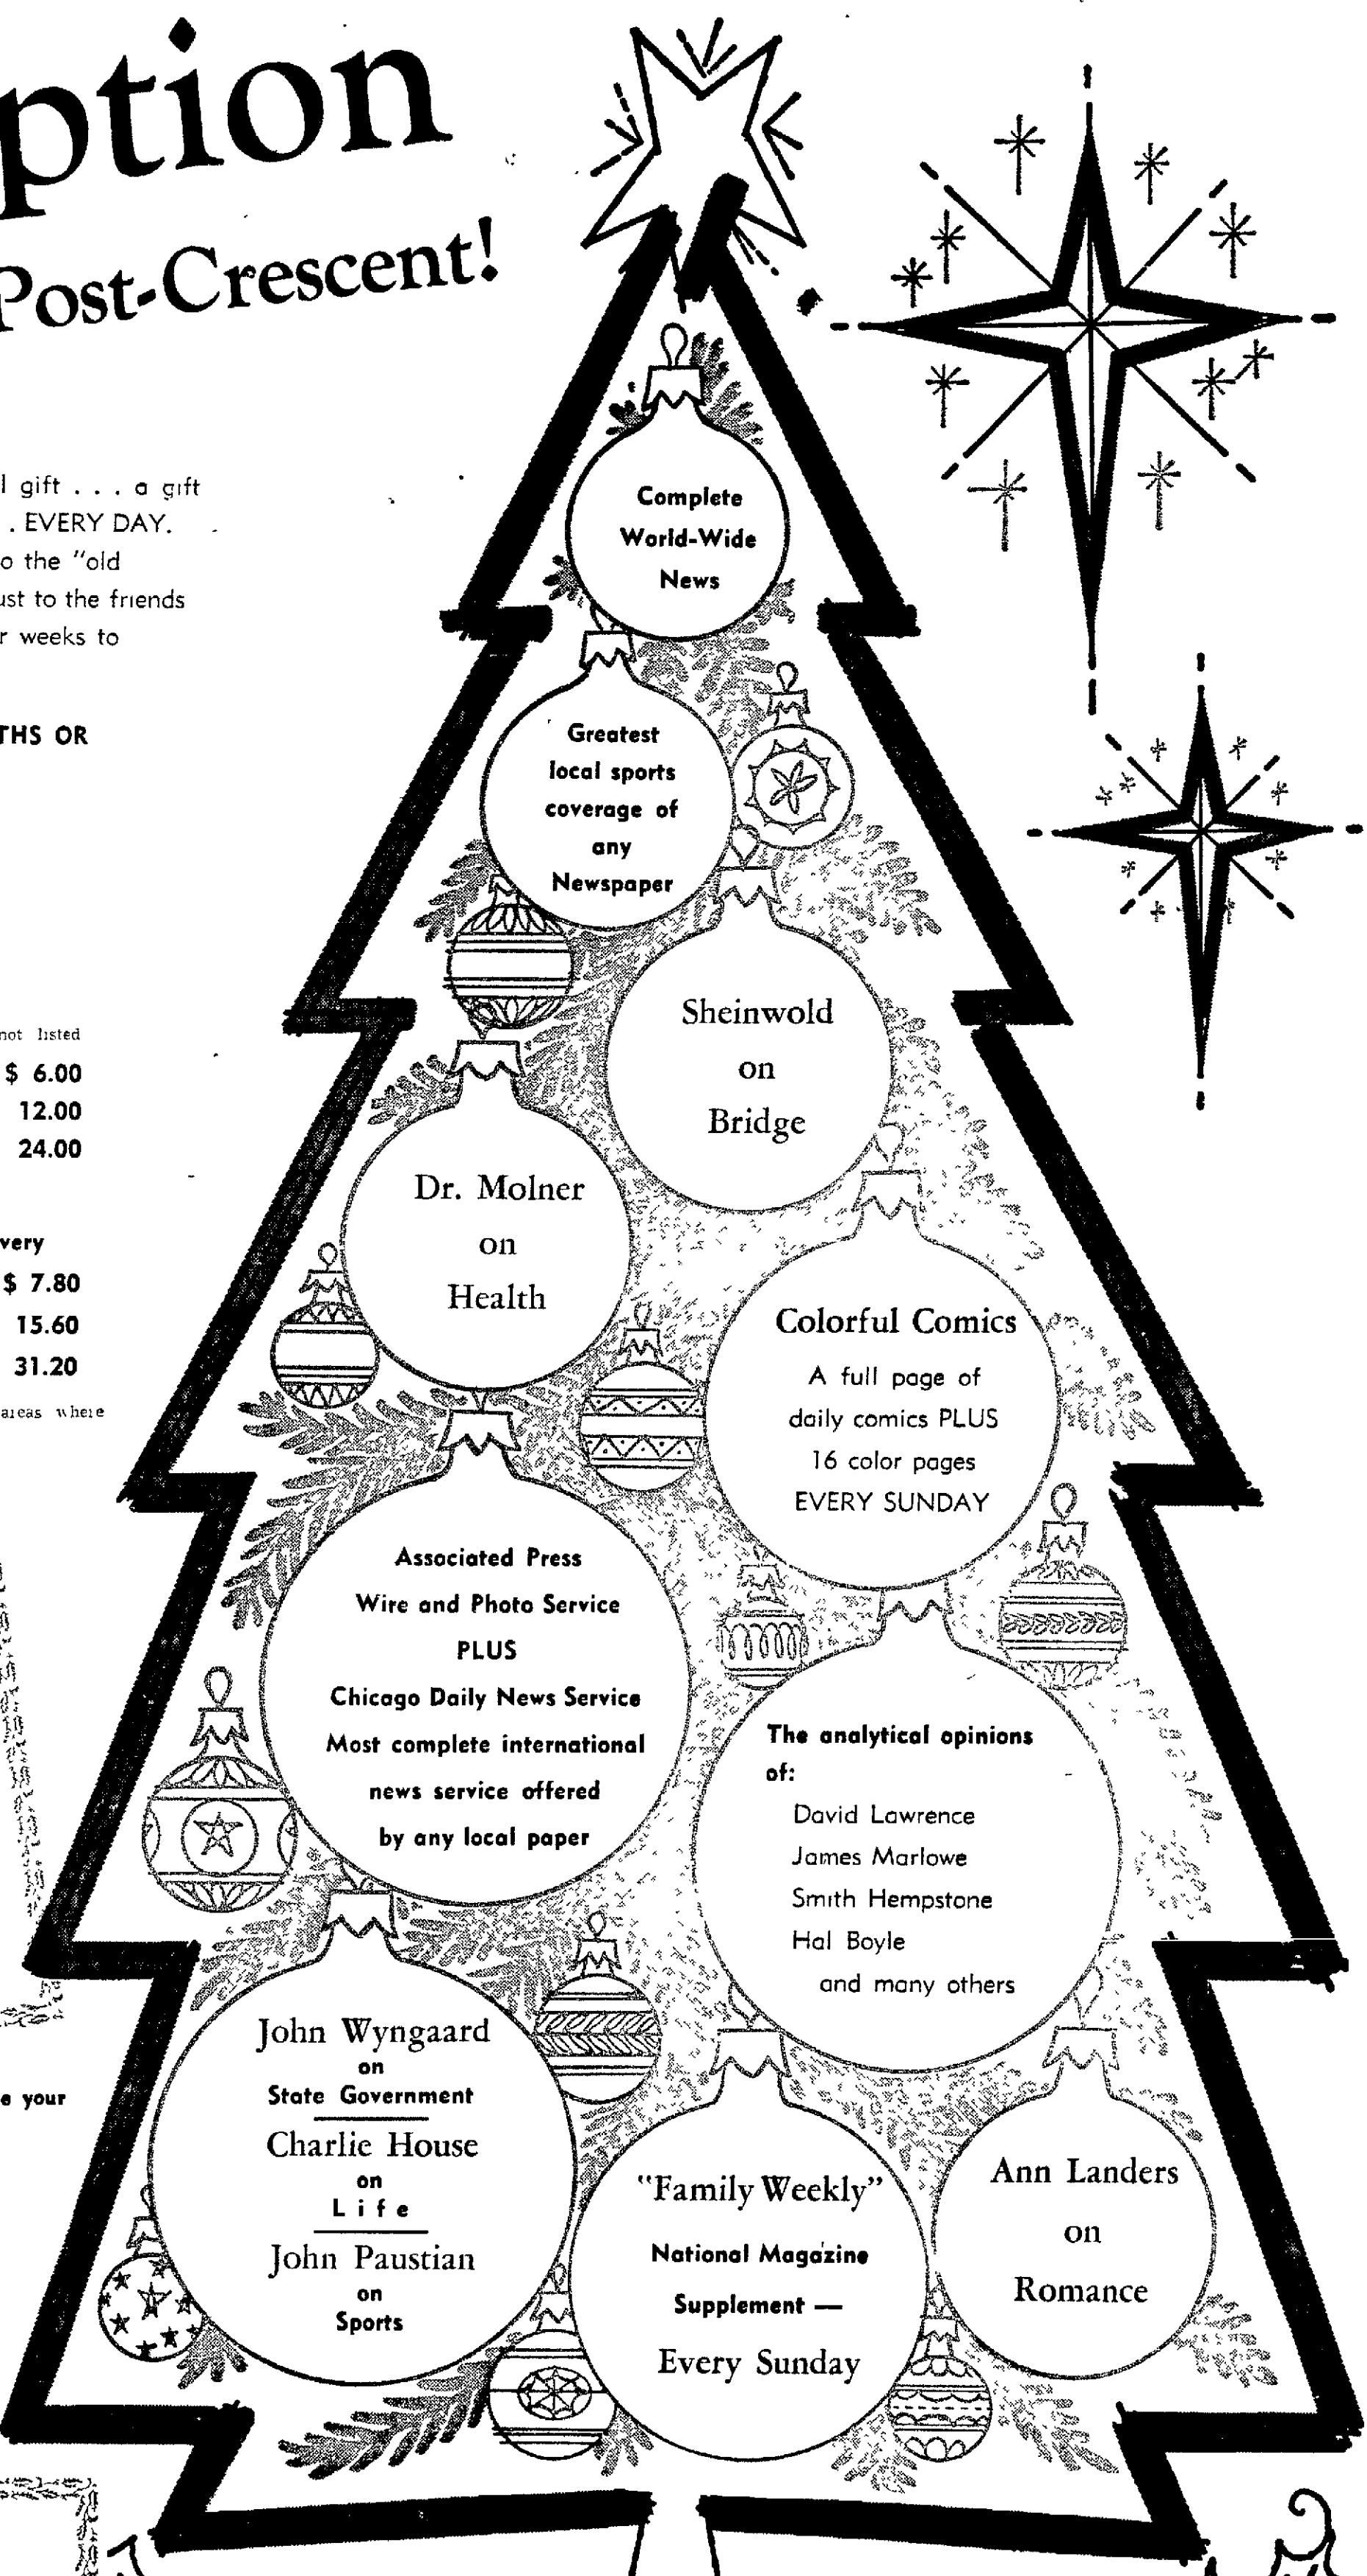 ption
Post-Crescent!
l gift . . . a gift
. EVERY DAY.
o the "old
ust to the friends
r weeks to
THS OR
not listed
$ 6.00
12.00
24.00
very
$ 7.80
15.60
31.20
areas where
e your
Complete
World-Wide
News
Greatest
local sports
coverage of
any
Newspaper
Sheinwold
on
Bridge
Dr. Molner
on
Health
Colorful Comics
A full page of
daily comics PLUS
16 color pages
EVERY SUNDAY
Associated Press
Wire and Photo Service
PLUS
Chicago Daily News Service
Most complete international
news service offered
by any local paper
The analytical opinions
of:
David Lawrence
James Marlowe
Smith Hempstone
Hal Boyle
and many others
John Wyngaard
on
State Government
Charlie House
on
Life
John Paustian
on
Sports
"Family Weekly"
National Magazine
Supplement —
Every Sunday
Ann Landers
on
Romance